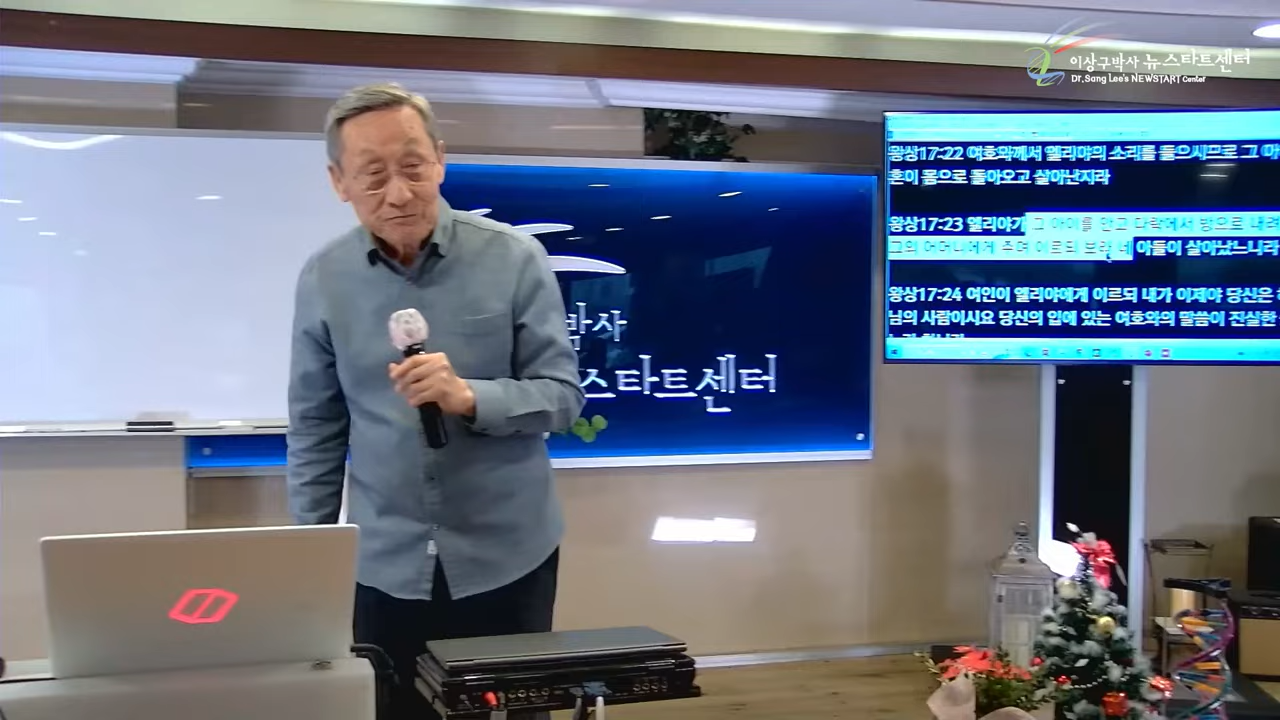 이상구박사 뉴스타트센터
Dr. Sang Lee's NEWSTART Center
왕상17:22 여호와께서 엘리야의 소리를 들으시므로 그 아
혼이 몸으로 돌아오고 살아난지라
왕상17:23 엘리야가 그 아이를 안고 다락에서 방으로 내려
그의 어머니에게 주며 이르되 보라 네 아들이 살아났느니라
왕상17:24 여인이 엘리야에게 이르되 내가 이제야 당신은
님의 사람이시요 당신의 입에 있는 여호와의 말씀이 진실한
박사
스타트센터